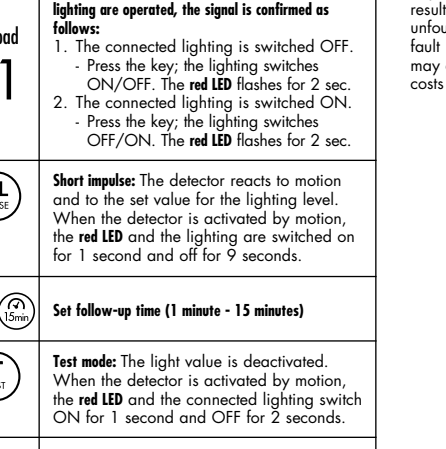 lighting are operated, the signal is confirmed as
follows:
1. The connected lighting is switched OFF.
- Press the key; the lighting switches
ON/OFF. The red LED flashes for 2 sec.
2. The connected lighting is switched ON.
- Press the key; the lighting switches
OFF/ON. The red LED flashes for 2 sec.
Short impulse: The detector reacts to motion
and to the set value for the lighting level.
When the detector is activated by motion,
the red LED and the lighting are switched on
for 1 second and off for 9 seconds.
15min
Set follow-up time (1 minute - 15 minutes)
Test mode: The light value is deactivated.
When the detector is activated by motion,
the red LED and the connected lighting switch
ON for 1 second and OFF for 2 seconds.
result
unfou
fault
may
costs